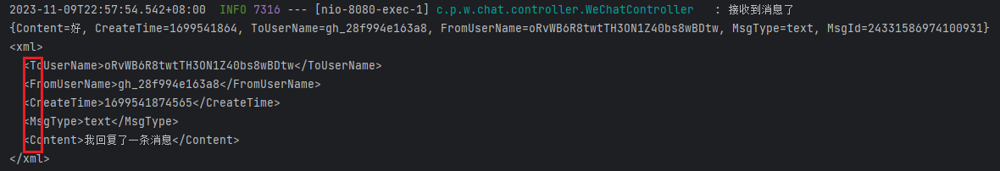 2023-11-09T22:57:54.542+08:00  INFO 7316 --- [nio-8080-exec-1] c.p.w.chat.controller.WeChatController   : 接收到消息了
{Content=好, CreateTime=1699541864, ToUserName=gh_28f994e163a8, FromUserName=oRvWB6R8twtTH3ON1Z40bs8wBDtw, MsgType=text, MsgId=24331586974100931}
<xml>
  <ToUserName>oRvWB6R8twtTH3ON1Z40bs8wBDtw</ToUserName>
  <FromUserName>gh_28f994e163a8</FromUserName>
  <CreateTime>1699541874565</CreateTime>
  <MsgType>text</MsgType>
  <Content>我回复了一条消息</Content>
</xml>